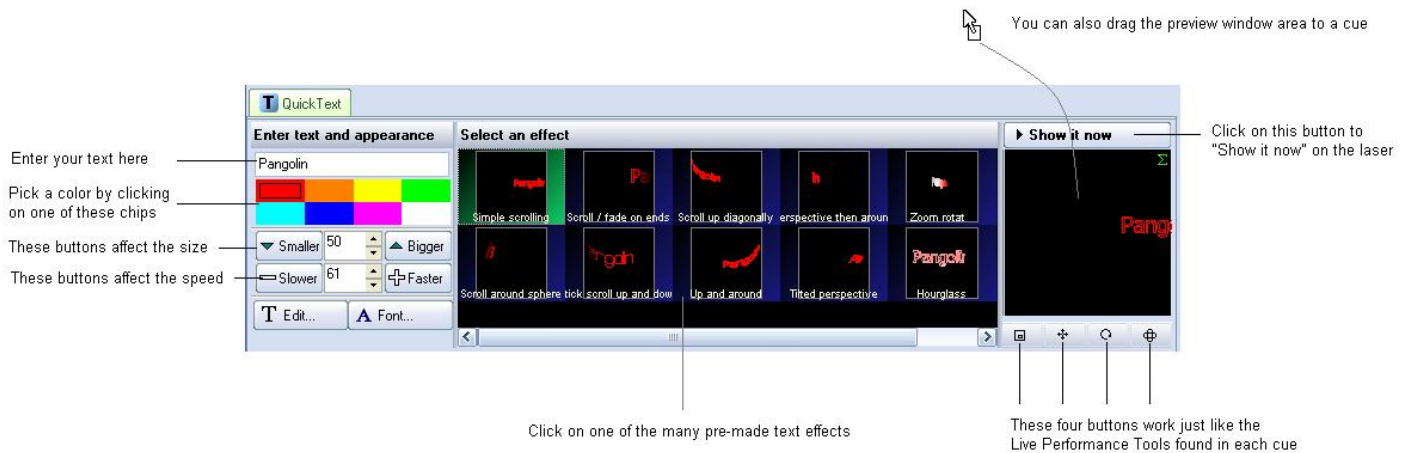 You can also drag the preview window area to a cue
T QuickText
Enter text and appearance
Select an effect
Show it now
Click on this button to
"Show it now" on the laser
Enter your text here
Pangolin
Pick a color by clicking
on one of these chips
Pangolin
Pa
h
Σ
Pang
Simple scrolling
Scroll / fade on ends
Scroll up diagonally
erspective then aroun
Zoom rotat
These buttons affect the size
Smaller 50 Bigger
These buttons affect the speed
Slower 61 Faster
Pangolin
Scroll around sphere
tick scroll up and dow
Up and around
Tilted perspective
Hourglass
T Edit...
A Font...
Click on one of the many pre-made text effects
These four buttons work just like the
Live Performance Tools found in each cue